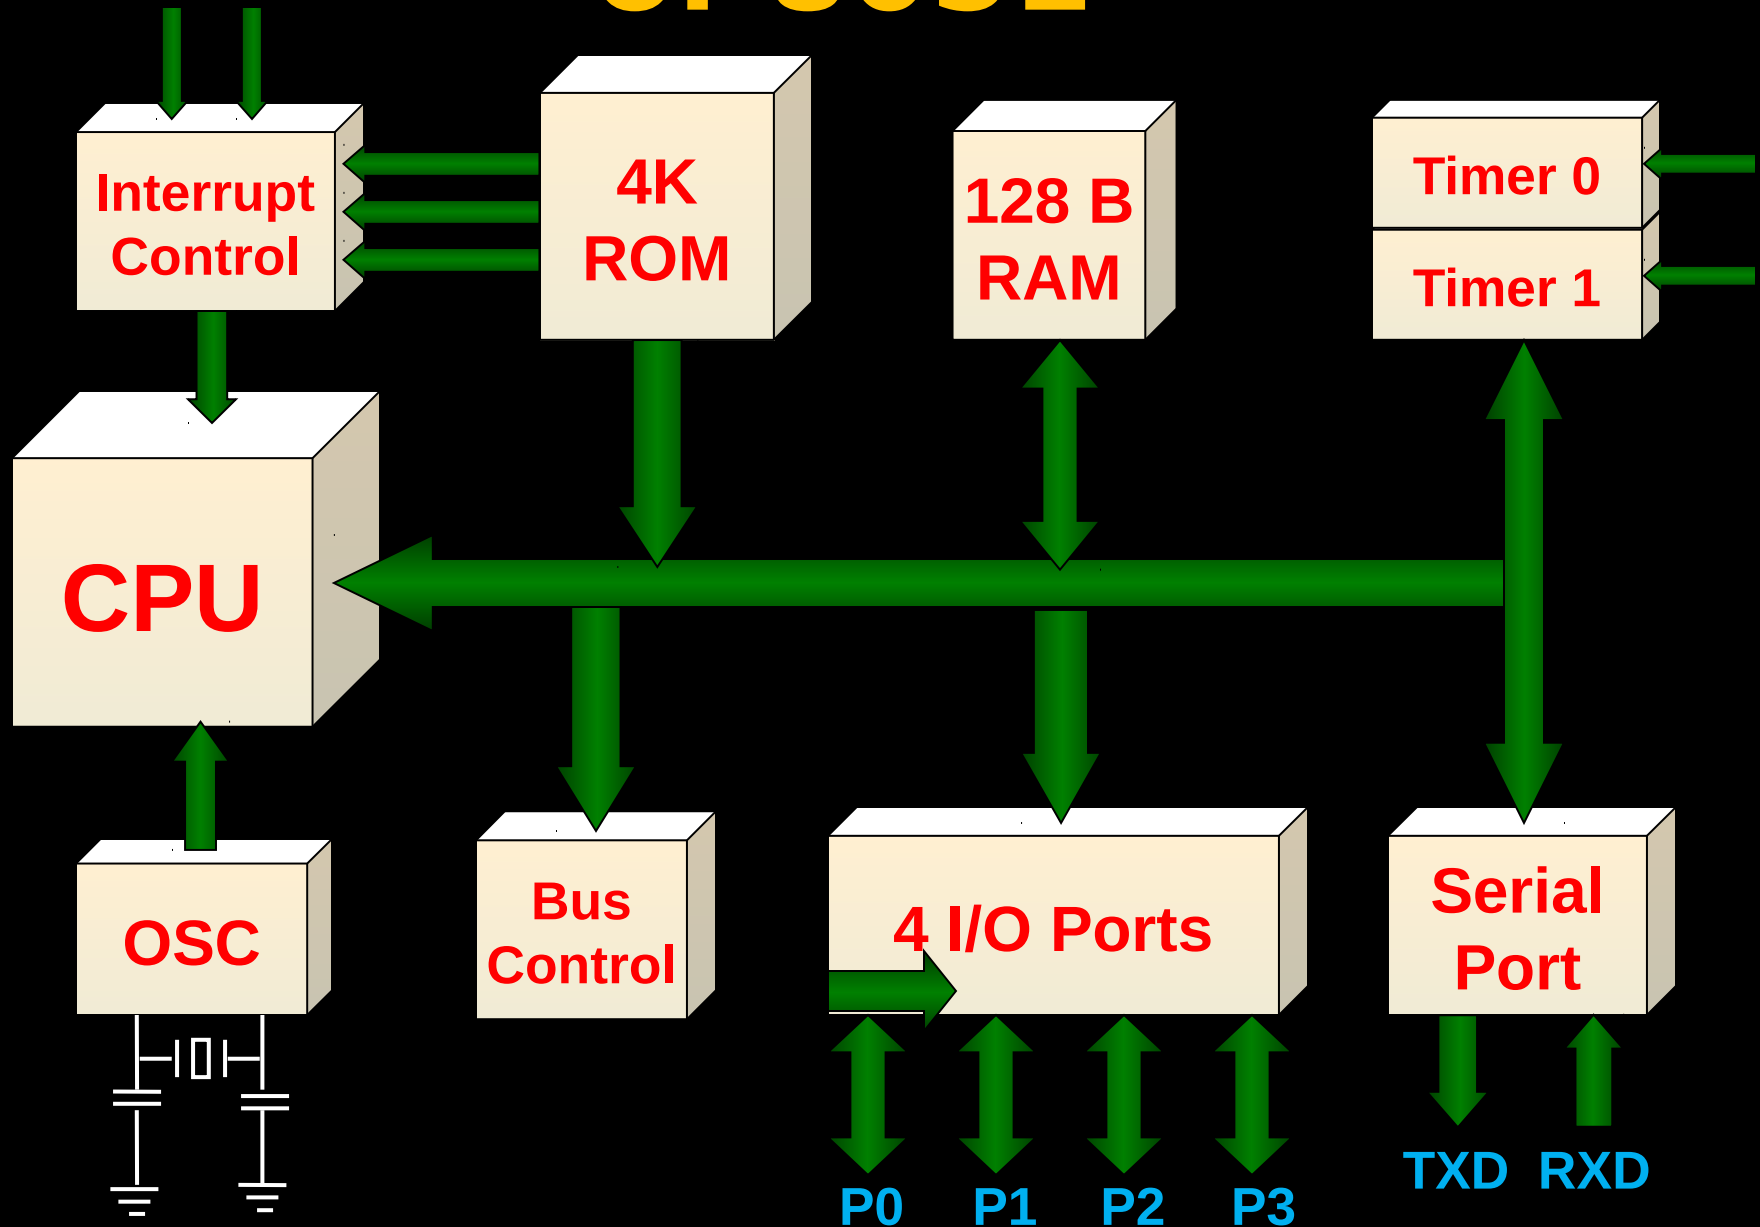 Interrupt
Control
4K
ROM
128 B
RAM
Timer 0
Timer 1
CPU
OSC
Bus
Control
4 I/O Ports
Serial
Port
TXD RXD
P0 P1 P2 P3